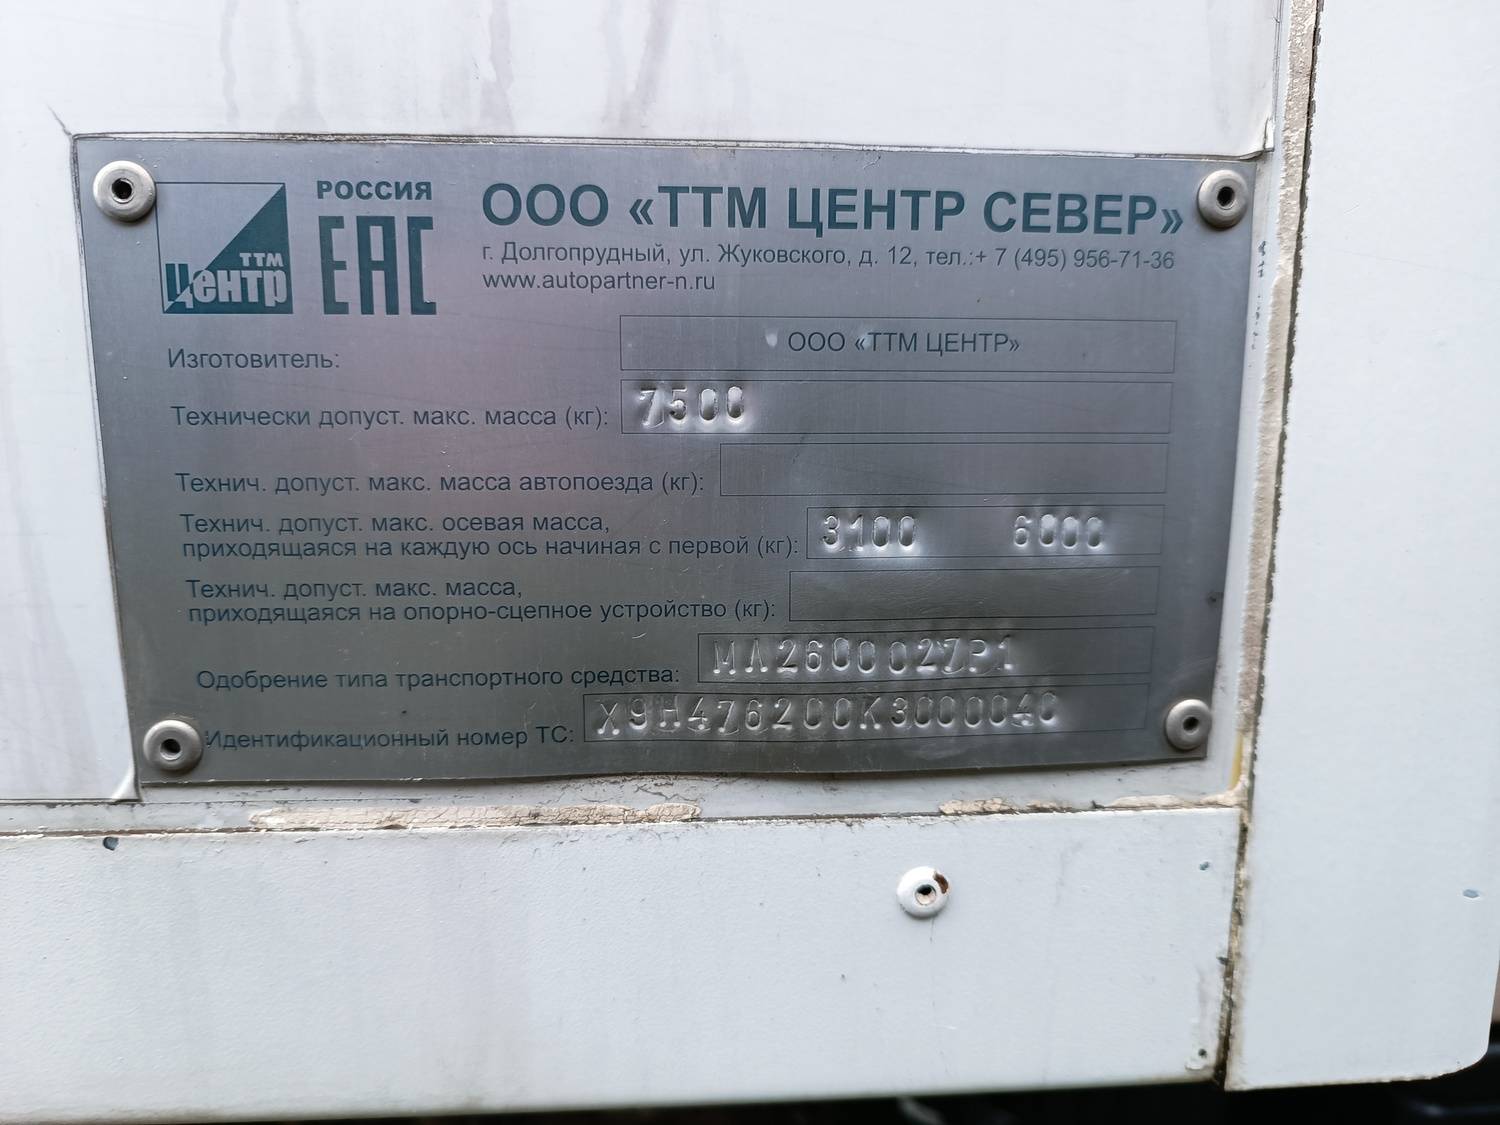 ТТМ
центр
РОССИЯ
ЕАС
ООО «ТТМ ЦЕНТР СЕВЕР»
г. Долгопрудный, ул. Жуковского, д. 12, тел.:+ 7 (495) 956-71-36
www.autopartner-n.ru
Изготовитель: ООО «ТТМ ЦЕНТР»
Технически допуст. макс. масса (кг): 7500
Технич. допуст. макс. масса автопоезда (кг):
Технич. допуст. макс. осевая масса,
приходящаяся на каждую ось начиная с первой (кг): 3100 6000
Технич. допуст. макс. масса,
приходящаяся на опорно-сцепное устройство (кг):
Одобрение типа транспортного средства: МА2600027Р1
Идентификационный номер ТС: X9H476200K3000040